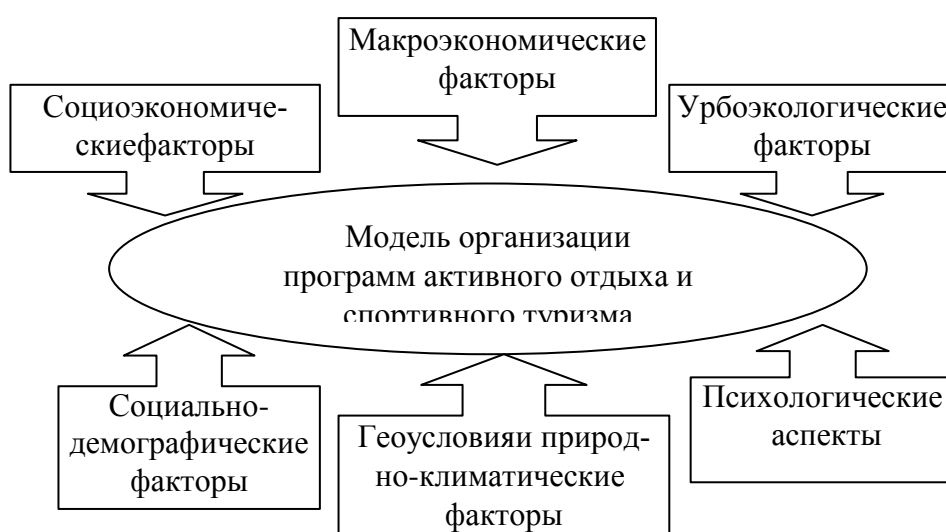 Макроэкономические
факторы
Социоэкономиче-
скиефакторы
Урбоэкологические
факторы
Модель организации
программ активного отдыха и
спортивного туризма
Социально-
демографические
факторы
Геоусловияи природ-
но-климатические
факторы
Психологические
аспекты